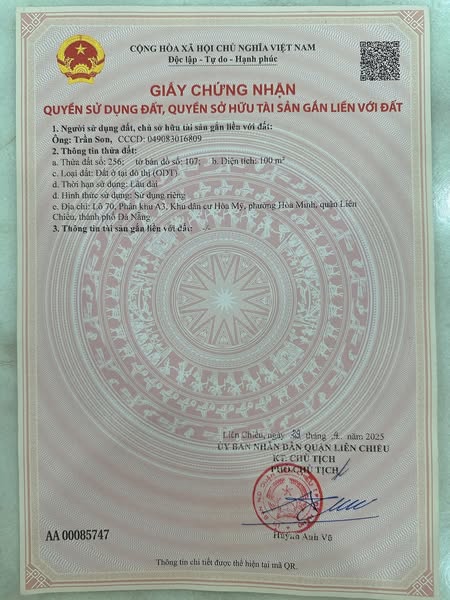 CỘNG HÒA XÃ HỘI CHỦ NGHĨA VIỆT NAM
Độc lập - Tự do - Hạnh phúc
GIẤY CHỨNG NHẬN
QUYỀN SỬ DỤNG ĐẤT, QUYỀN SỞ HỮU TÀI SẢN GẮN LIỀN VỚI ĐẤT
1. Người sử dụng đất, chủ sở hữu tài sản gắn liền với đất:
Ông: Trần Sơn, CCCD: 049083016809
2. Thông tin thửa đất:
a. Thửa đất số: 256; tờ bản đồ số: 107; b. Diện tích: 100 m²
c. Loại đất: Đất ở tại đô thị (ODT).
d. Thời hạn sử dụng: Lâu dài
đ. Hình thức sử dụng: Sử dụng riêng
e. Địa chỉ: Lô 70, Phân khu A3, Khu dân cư Hòa Mỹ, phường Hòa Minh, quận Liên
Chiểu, thành phố Đà Nẵng
3. Thông tin tài sản gắn liền với đất: -/-
Liên Chiểu, ngày tháng năm 2025
ỦY BAN NHÂN DÂN QUẬN LIÊN CHIỂU
KT. CHỦ TỊCH
PHÓ CHỦ TỊCH
Huỳnh Anh Vũ
AA 00085747
Thông tin chi tiết được thể hiện tại mã QR.